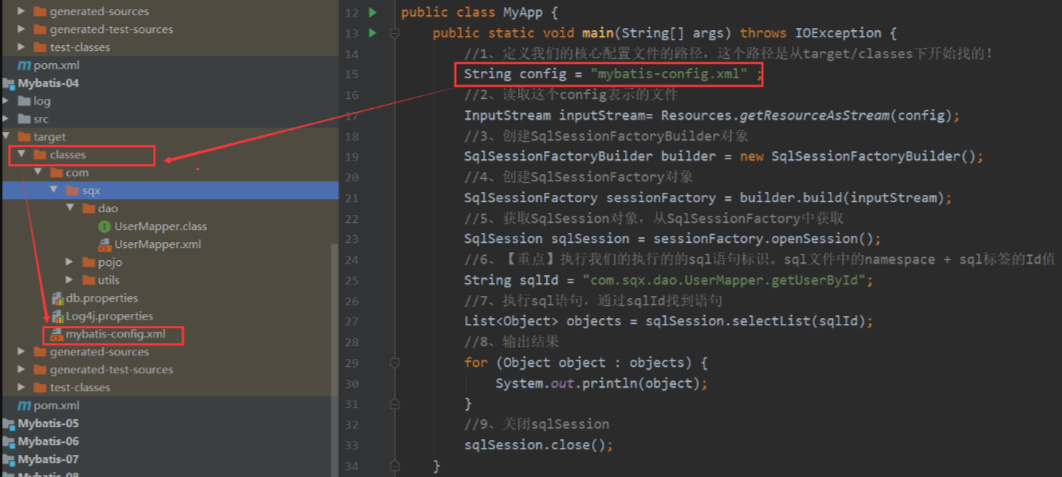 generated-sources
generated-test-sources
test-classes
pom.xml
Mybatis-04
log
src
target
classes
com
sqx
dao
UserMapper.class
UserMapper.xml
pojo
utils
db.properties
Log4j.properties
mybatis-config.xml
generated-sources
generated-test-sources
test-classes
pom.xml
Mybatis-05
Mybatis-06
Mybatis-07
Mybatis-08
12 public class MyApp {
13 public static void main(String[] args) throws IOException {
14 //1、定义我们的核心配置文件的路径，这个路径是从target/classes下开始找的！
15 String config = "mybatis-config.xml" ;
16 //2、读取这个config表示的文件
17 InputStream inputStream= Resources.getResourceAsStream(config);
18 //3、创建SqlSessionFactoryBuilder对象
19 SqlSessionFactoryBuilder builder = new SqlSessionFactoryBuilder();
20 //4、创建SqlSessionFactory对象
21 SqlSessionFactory sessionFactory = builder.build(inputStream);
22 //5、获取SqlSession对象，从SqlSessionFactory中获取
23 SqlSession sqlSession = sessionFactory.openSession();
24 //6、【重点】执行我们的执行的的sql语句标识。sql文件中的namespace + sql标签的Id值
25 String sqlId = "com.sqx.dao.UserMapper.getUserById";
26 //7、执行sql语句，通过sqlId找到语句
27 List<Object> objects = sqlSession.selectList(sqlId);
28 //8、输出结果
29 for (Object object : objects) {
30 System.out.println(object);
31 }
32 //9、关闭sqlSession
33 sqlSession.close();
34 }